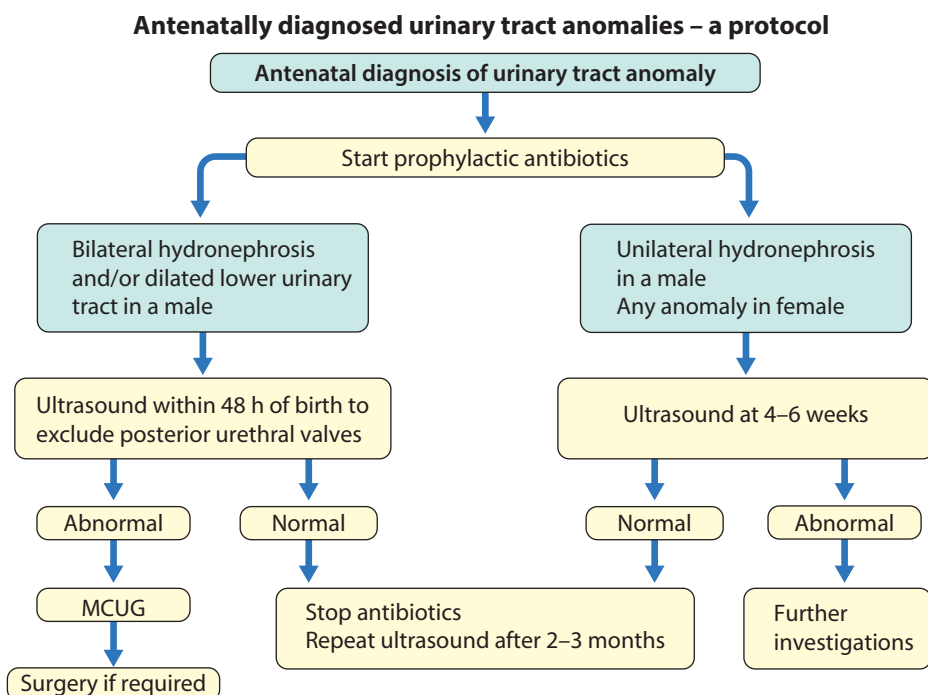 Antenatally diagnosed urinary tract anomalies – a protocol
Antenatal diagnosis of urinary tract anomaly
Start prophylactic antibiotics
Bilateral hydronephrosis
and/or dilated lower urinary
tract in a male
Unilateral hydronephrosis
in a male
Any anomaly in female
Ultrasound within 48 h of birth to
exclude posterior urethral valves
Ultrasound at 4–6 weeks
Abnormal
Normal
Normal
Abnormal
MCUG
Stop antibiotics
Repeat ultrasound after 2–3 months
Further
investigations
Surgery if required